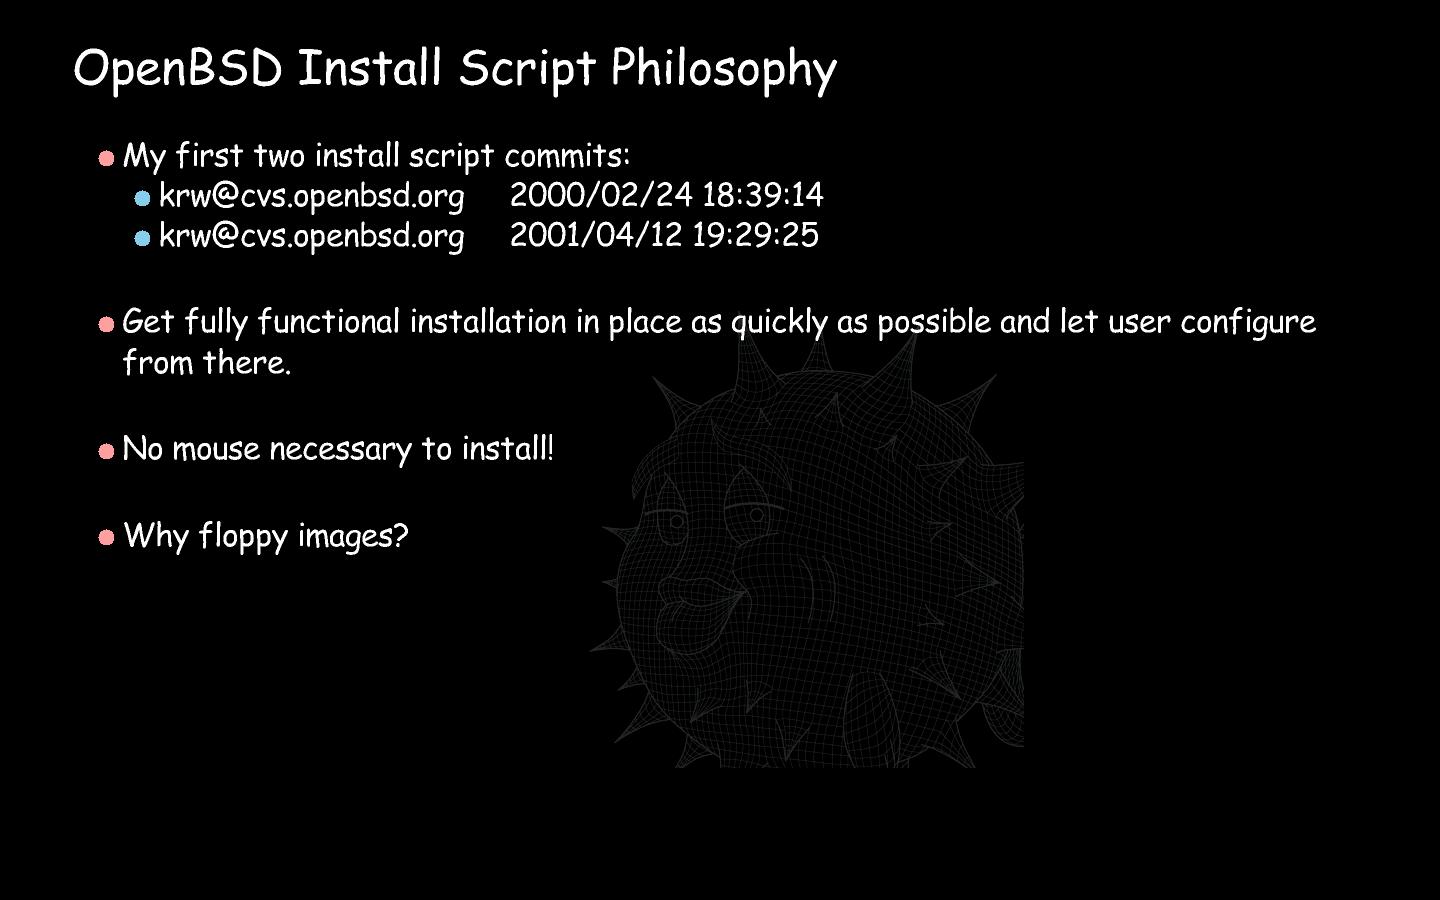 OpenBSD Install Script Philosophy
My first two install script commits:
krw@cvs.openbsd.org 2000/02/24 18:39:14
krw@cvs.openbsd.org 2001/04/12 19:29:25
Get fully functional installation in place as quickly as possible and let user configure
from there.
No mouse necessary to install!
Why floppy images?